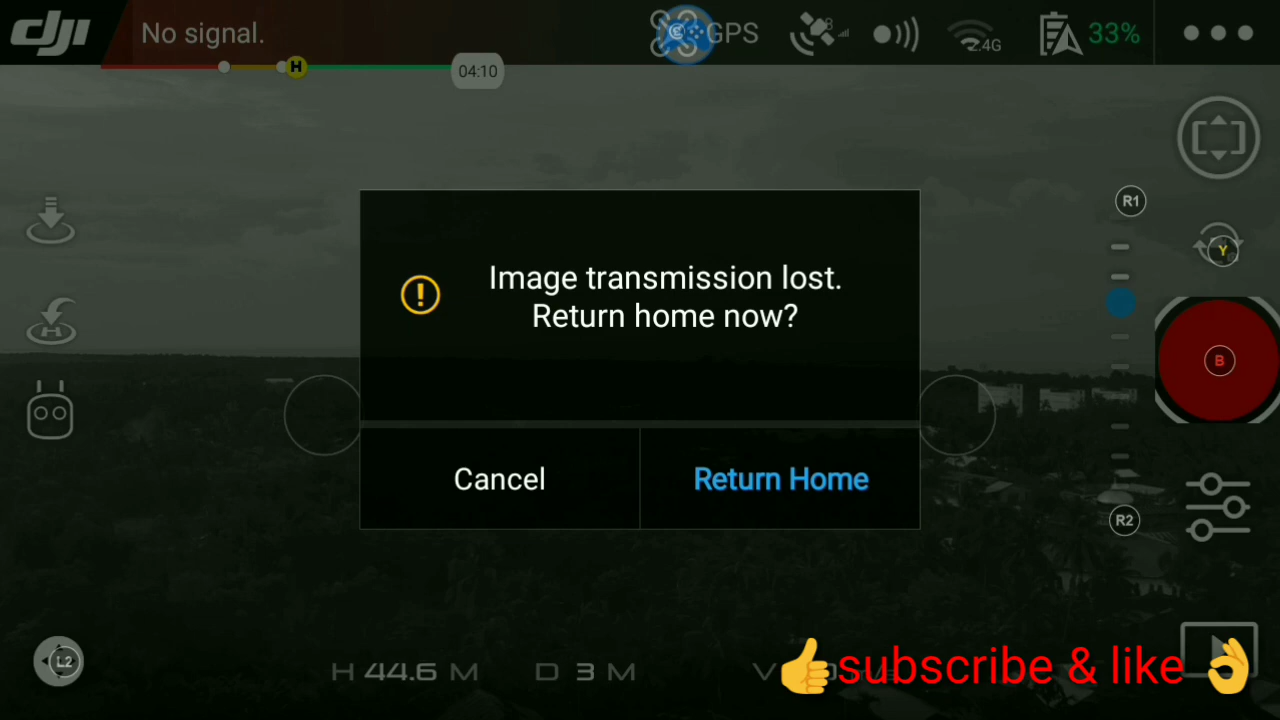 dji No signal. GPS 8 2.4G 33%
H 04:10
R1
Y
Image transmission lost.
Return home now?
H
B
Cancel Return Home
R2
L2 H 44.6 M D 3 M V
subscribe & like